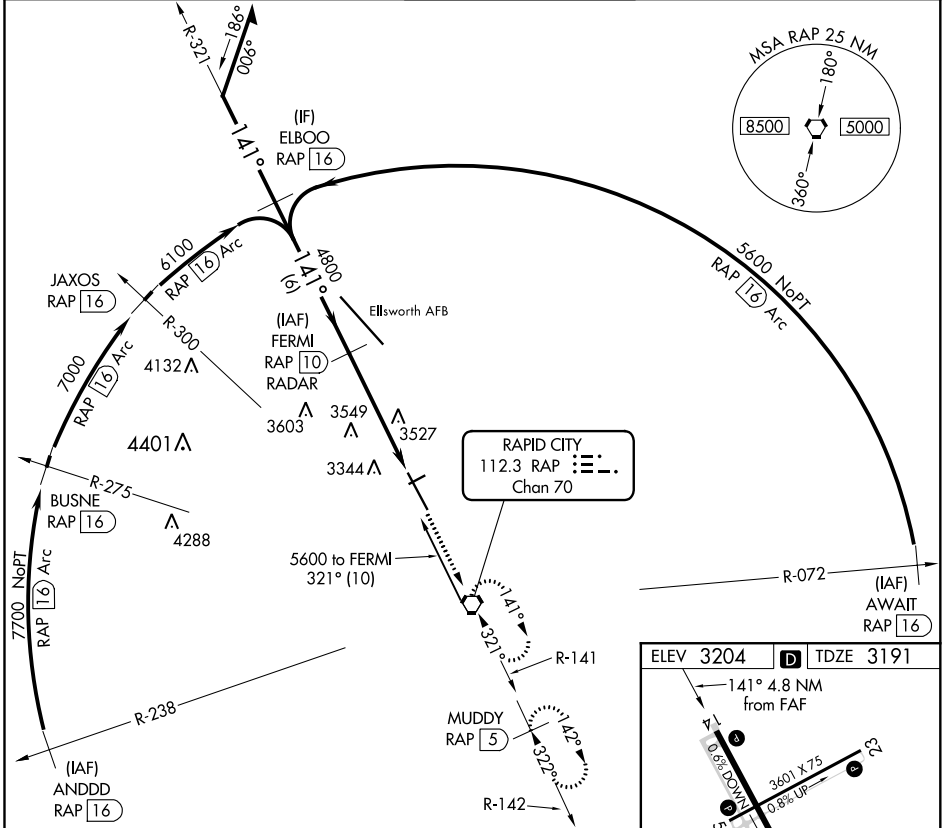 R-321
186°
006°
141°
(IF)
ELBOO
RAP 16
MSA RAP 25 NM
180°
8500
5000
360°
6100
RAP 16 Arc
5600 NoPT
RAP 16 Arc
JAXOS
RAP 16
R-300
4800
141°
(6)
Ellsworth AFB
(IAF)
FERMI
RAP 10
RADAR
7000
RAP 16 Arc
4132
3603
3549
3527
4401
3344
RAPID CITY
112.3 RAP
Chan 70
R-275
BUSNE
RAP 16
4288
5600 to FERMI
321° (10)
R-072
(IAF)
AWAIT
RAP 16
7700 NoPT
RAP 16 Arc
141°
321°
R-141
R-238
MUDDY
RAP 5
142°
322°
R-142
(IAF)
ANDDD
RAP 16
ELEV 3204 D TDZE 3191
141° 4.8 NM
from FAF
14
P
0.6% DOWN
3601 X 75
0.8% UP
23
P
P